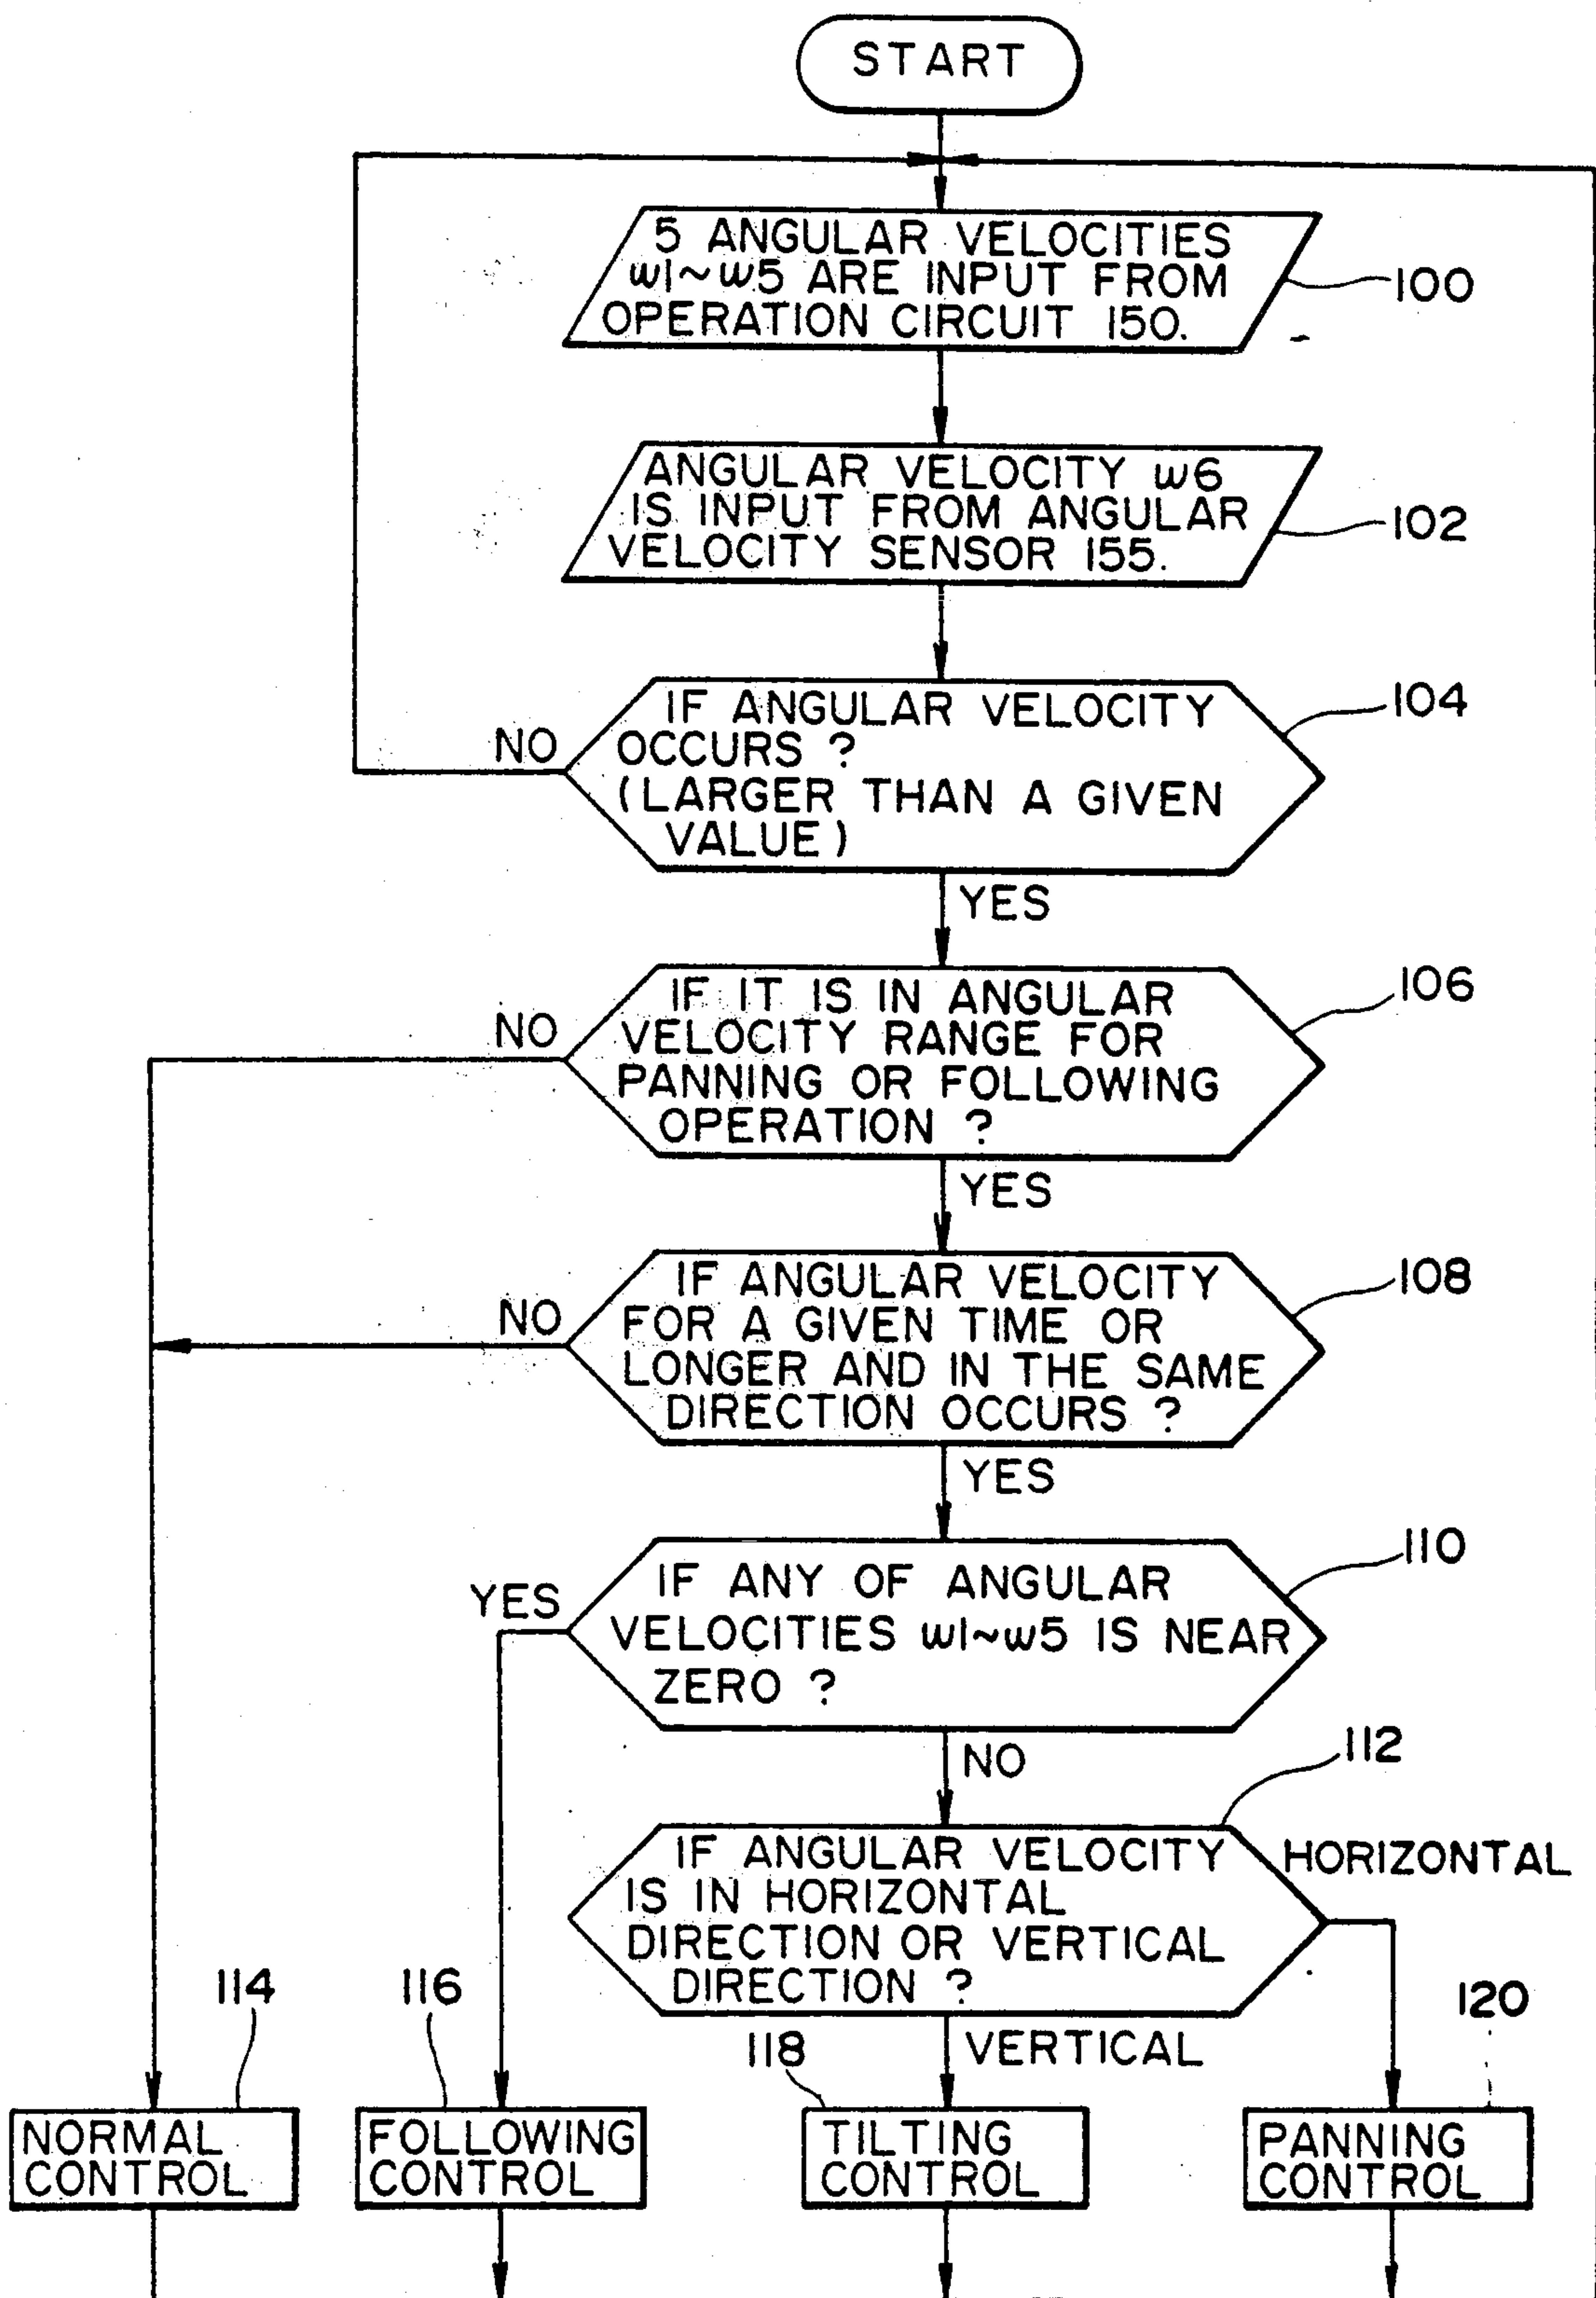 START
5 ANGULAR VELOCITIES
ω1~ω5 ARE INPUT FROM
OPERATION CIRCUIT 150.
100
ANGULAR VELOCITY ω6
IS INPUT FROM ANGULAR
VELOCITY SENSOR 155.
102
IF ANGULAR VELOCITY
OCCURS ?
(LARGER THAN A GIVEN
VALUE)
104
NO
YES
IF IT IS IN ANGULAR
VELOCITY RANGE FOR
PANNING OR FOLLOWING
OPERATION ?
106
NO
YES
IF ANGULAR VELOCITY
FOR A GIVEN TIME OR
LONGER AND IN THE SAME
DIRECTION OCCURS ?
108
NO
YES
IF ANY OF ANGULAR
VELOCITIES ω1~ω5 IS NEAR
ZERO ?
110
YES
NO
112
IF ANGULAR VELOCITY
IS IN HORIZONTAL
DIRECTION OR VERTICAL
DIRECTION ?
HORIZONTAL
VERTICAL
114
116
118
120
NORMAL
CONTROL
FOLLOWING
CONTROL
TILTING
CONTROL
PANNING
CONTROL